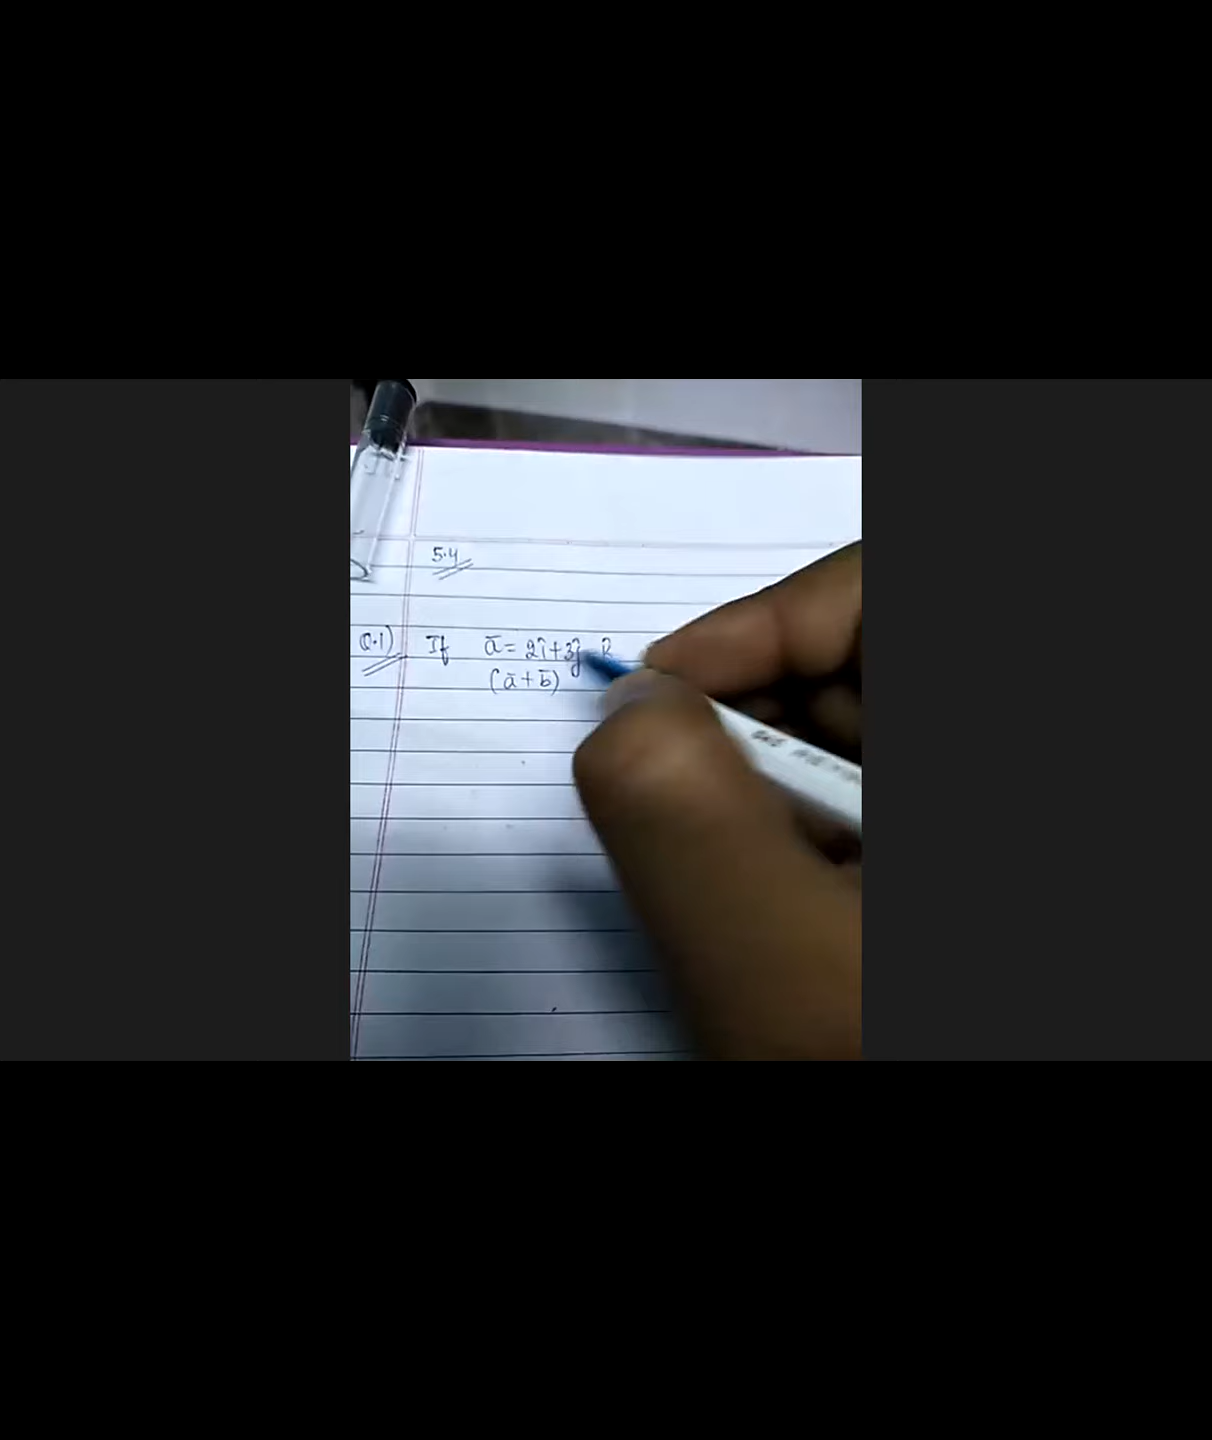 5.4
Q.1) If ā = 2î + 3ĵ k̂
(ā + b̄)